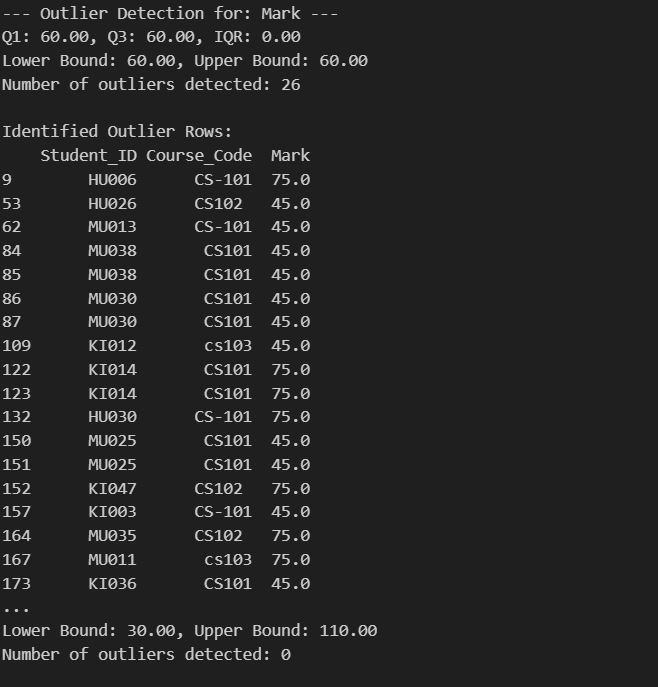 --- Outlier Detection for: Mark ---
Q1: 60.00, Q3: 60.00, IQR: 0.00
Lower Bound: 60.00, Upper Bound: 60.00
Number of outliers detected: 26

Identified Outlier Rows:
    Student_ID Course_Code  Mark
9        HU006      CS-101  75.0
53       HU026      CS102   45.0
62       MU013      CS-101  45.0
84       MU038       CS101  45.0
85       MU038       CS101  45.0
86       MU030       CS101  45.0
87       MU030       CS101  45.0
109      KI012       cs103  45.0
122      KI014       CS101  75.0
123      KI014       CS101  75.0
132      HU030      CS-101  75.0
150      MU025       CS101  45.0
151      MU025       CS101  45.0
152      KI047      CS102   75.0
157      KI003      CS-101  45.0
164      MU035      CS102   75.0
167      MU011       cs103  75.0
173      KI036       CS101  45.0
...
Lower Bound: 30.00, Upper Bound: 110.00
Number of outliers detected: 0